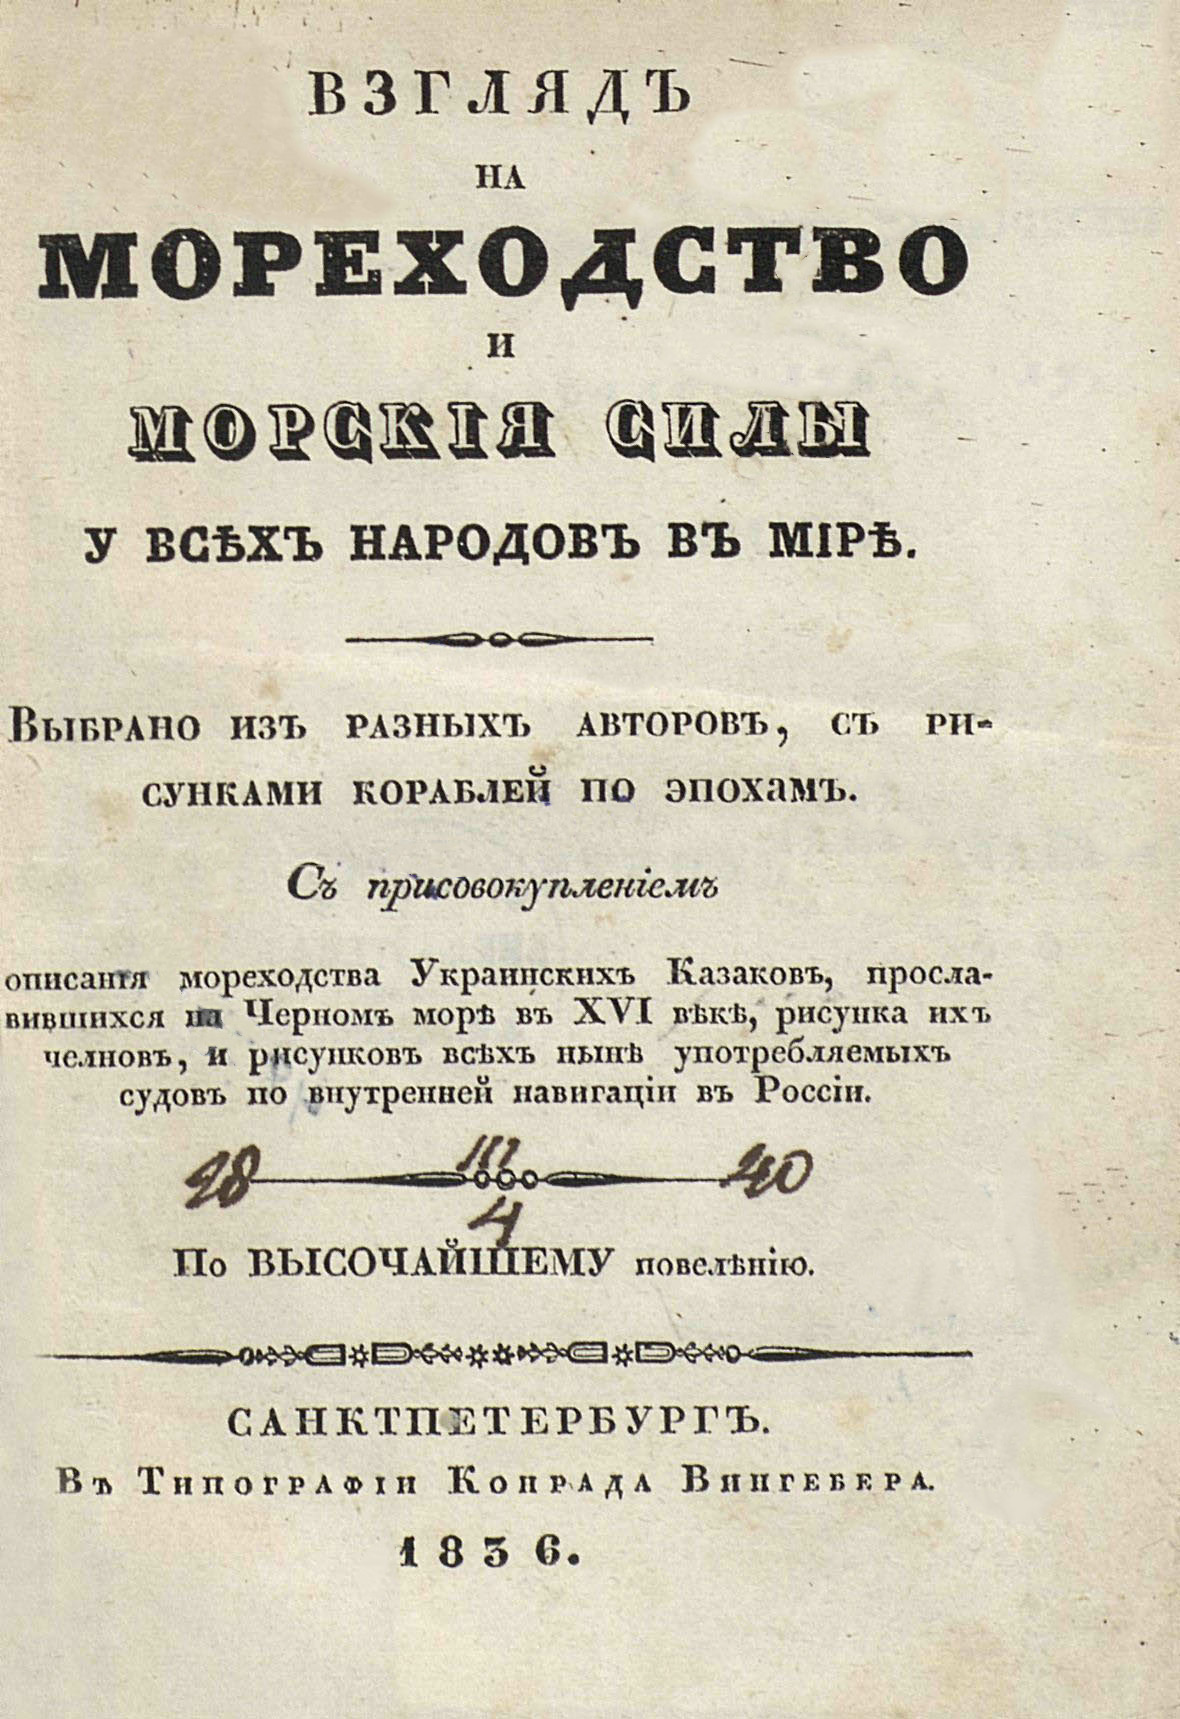 ВЗГЛЯДЪ
НА
МОРЕХОДСТВО
И
МОРСКІЯ СИЛЫ
У ВСѢХЪ НАРОДОВЪ ВЪ МІРѢ.
Выбрано изъ разныхъ авторовъ, съ ри-
сунками кораблей по эпохамъ.
Съ присовокупленіемъ
описанія мореходства Украинскихъ Казаковъ, просла-
вившихся на Черномъ морѣ въ XVI вѣкѣ, рисунка ихъ
челновъ, и рисунковъ всѣхъ нынѣ употребляемыхъ
судовъ по внутренней навигаціи въ Россіи.
28 III 40
4
По ВЫСОЧАЙШЕМУ повелѣнію.
САНКТПЕТЕРБУРГЪ.
Въ Типографіи Конрада Вингебера.
1836.